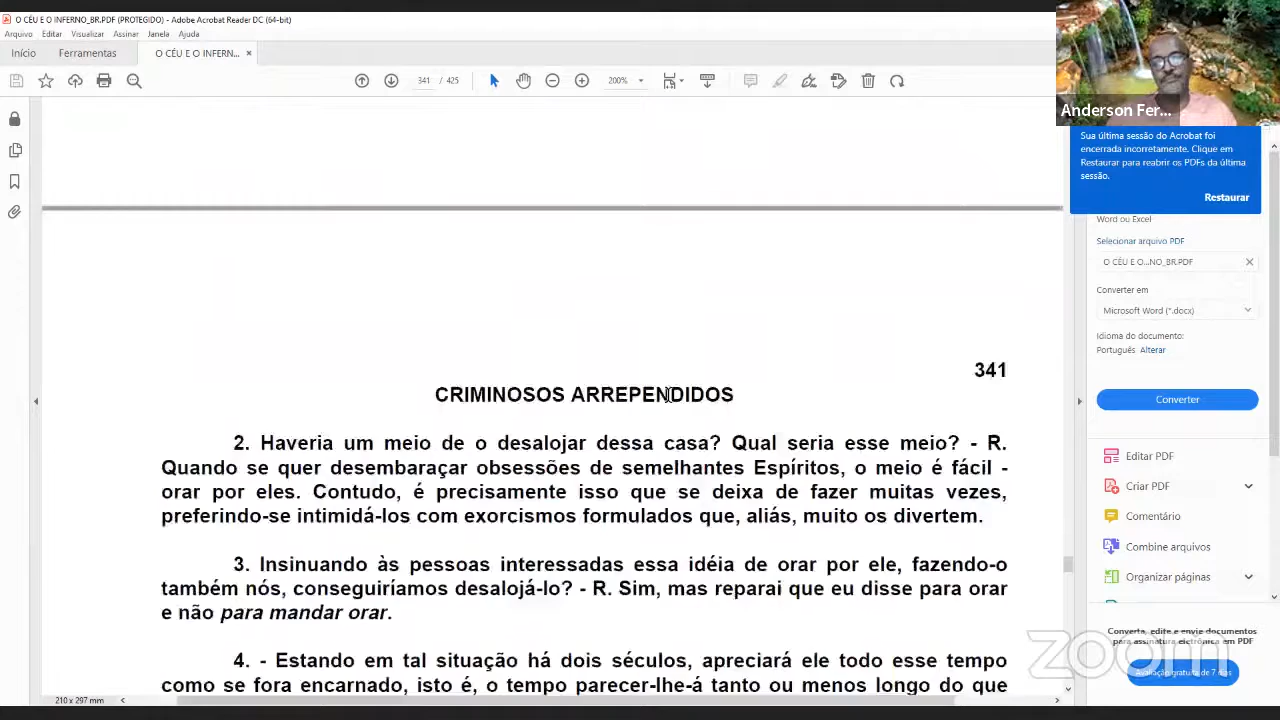 O CÉU E O INFERNO_BR.PDF (PROTEGIDO) - Adobe Acrobat Reader DC (64-bit)
Arquivo Editar Visualizar Assinar Janela Ajuda
Início Ferramentas O CÉU E O INFERN... ×
341 / 425 200%
Anderson Fer...
Sua última sessão do Acrobat foi
encerrada incorretamente. Clique em
Restaurar para reabrir os PDFs da última
sessão.
Restaurar
Word ou Excel
Selecionar arquivo PDF
O CÉU E O...NO_BR.PDF
Converter em
Microsoft Word (*.docx)
Idioma do documento:
Português Alterar
Converter
Editar PDF
Criar PDF
Comentário
Combine arquivos
Organizar páginas
Converta, edite e envie documentos
para assinatura eletrônica em PDF
Avaliação gratuita de 7 dias
zoom
341
CRIMINOSOS ARREPENDIDOS
2. Haveria um meio de o desalojar dessa casa? Qual seria esse meio? - R.
Quando se quer desembaraçar obsessões de semelhantes Espíritos, o meio é fácil -
orar por eles. Contudo, é precisamente isso que se deixa de fazer muitas vezes,
preferindo-se intimidá-los com exorcismos formulados que, aliás, muito os divertem.
3. Insinuando às pessoas interessadas essa idéia de orar por ele, fazendo-o
também nós, conseguiríamos desalojá-lo? - R. Sim, mas reparai que eu disse para orar
e não para mandar orar.
4. - Estando em tal situação há dois séculos, apreciará ele todo esse tempo
como se fora encarnado, isto é, o tempo parecer-lhe-á tanto ou menos longo do que
210 x 297 mm